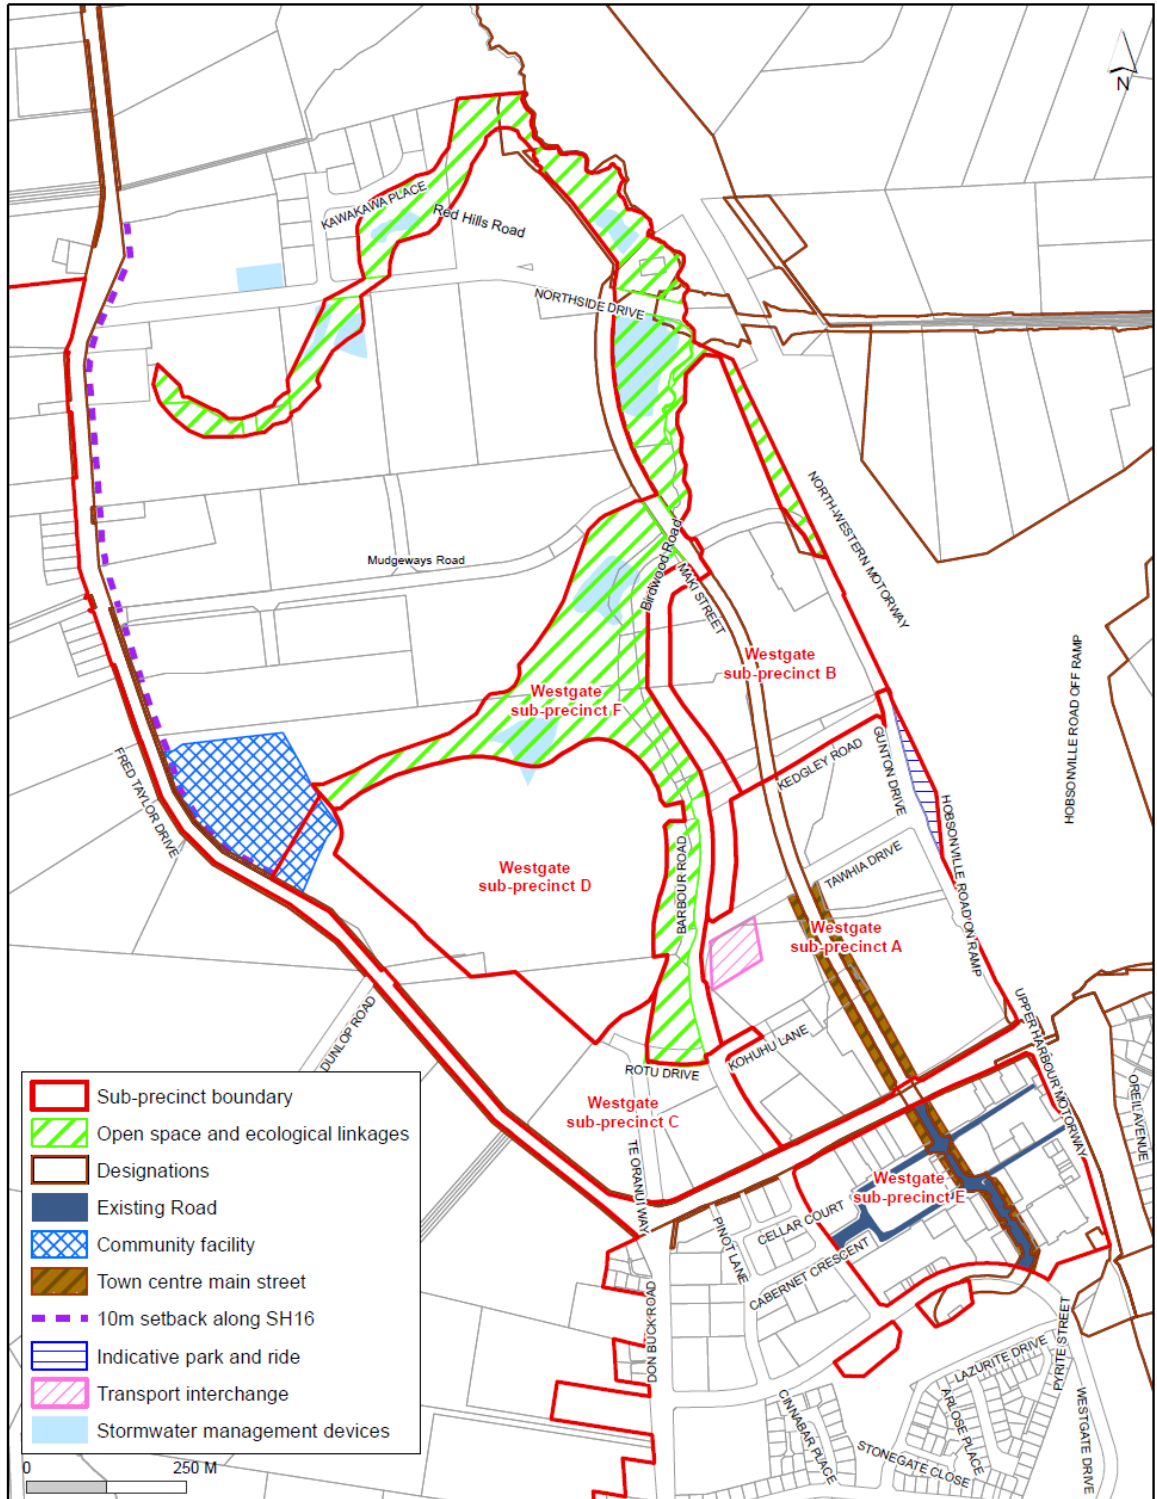 N
KAWAKAWA PLACE
Red Hills Road
NORTHSIDE DRIVE
NORTH-WESTERN MOTORWAY
Mudgeways Road
Birdwood Road
MAKI STREET
Westgate
sub-precinct B
Westgate
sub-precinct F
HOBSONVILLE ROAD OFF RAMP
FRED TAYLOR DRIVE
KEDGLEY ROAD
GUNTON DRIVE
HOBSONVILLE ROAD ON RAMP
Westgate
sub-precinct D
BARBOUR ROAD
TAWHIA DRIVE
Westgate
sub-precinct A
DUNLOP ROAD
KOHUHU LANE
UPPER HARBOUR MOTORWAY
ROTU DRIVE
OREIL AVENUE
Westgate
sub-precinct C
TE ORANUI WAY
Westgate
sub-precinct E
PINOT LANE
CELLAR COURT
CABERNET CRESCENT
DON BUCK ROAD
PYRITE STREET
LAZURITE DRIVE
CINNABAR PLACE
ARLOSE PLACE
STONEGATE CLOSE
WESTGATE DRIVE
Sub-precinct boundary
Open space and ecological linkages
Designations
Existing Road
Community facility
Town centre main street
10m setback along SH16
Indicative park and ride
Transport interchange
Stormwater management devices
0 250 M